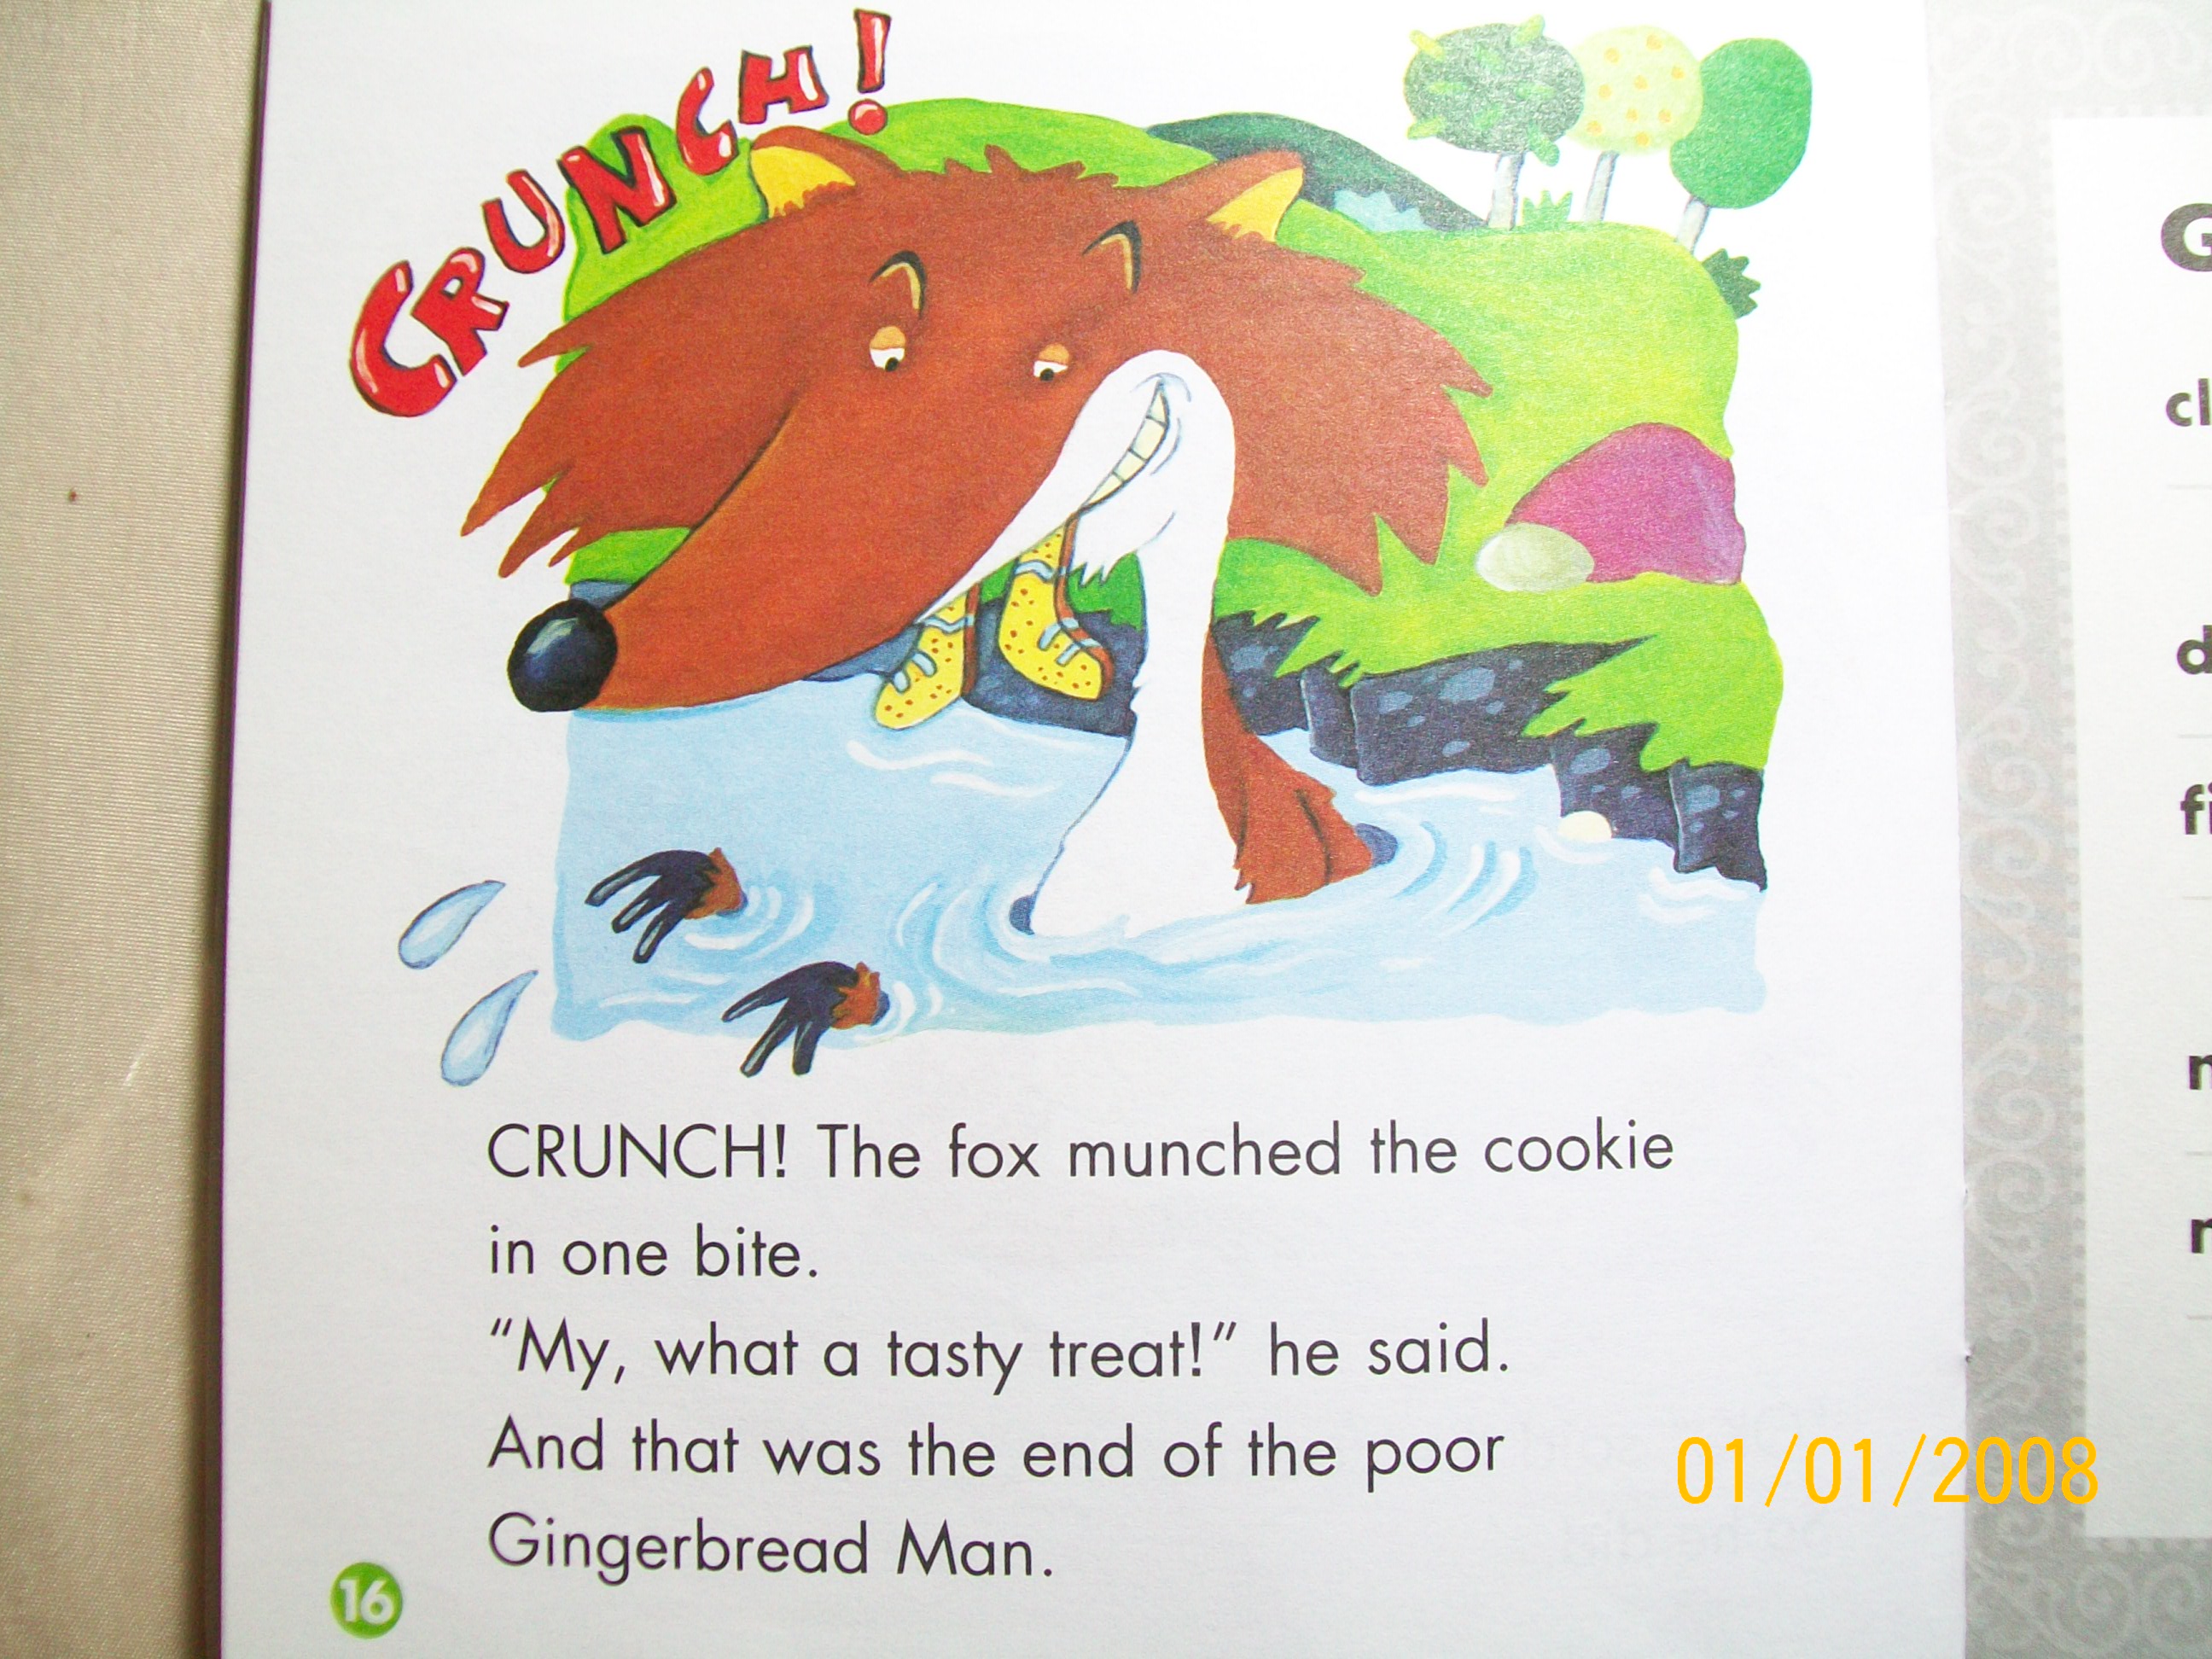 CRUNCH!
CRUNCH! The fox munched the cookie
in one bite.
“My, what a tasty treat!” he said.
And that was the end of the poor
Gingerbread Man.
16
01/01/2008